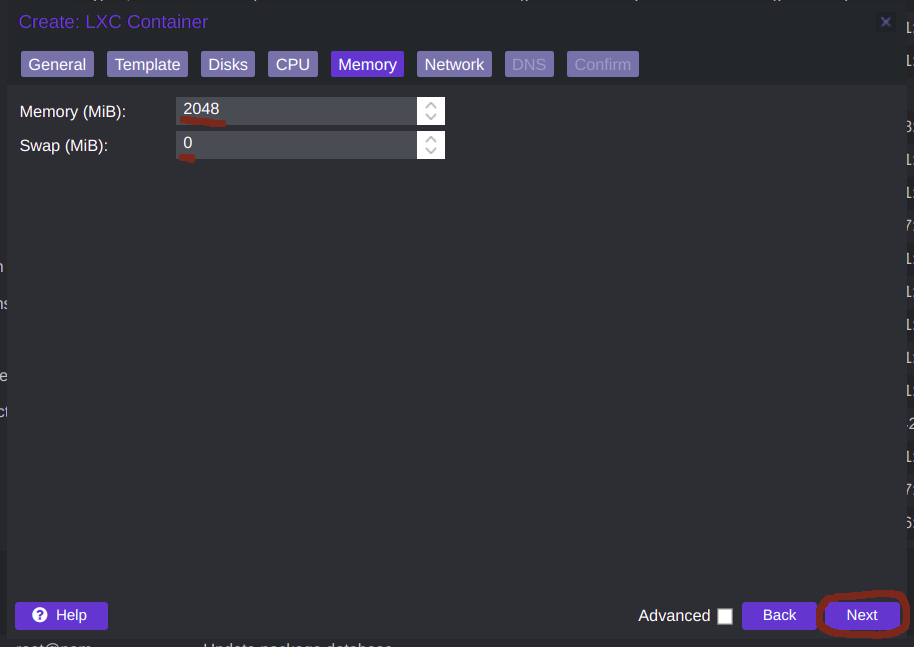 Create: LXC Container
General Template Disks CPU Memory Network DNS Confirm
Memory (MiB): 2048
Swap (MiB): 0
Help Advanced Back Next